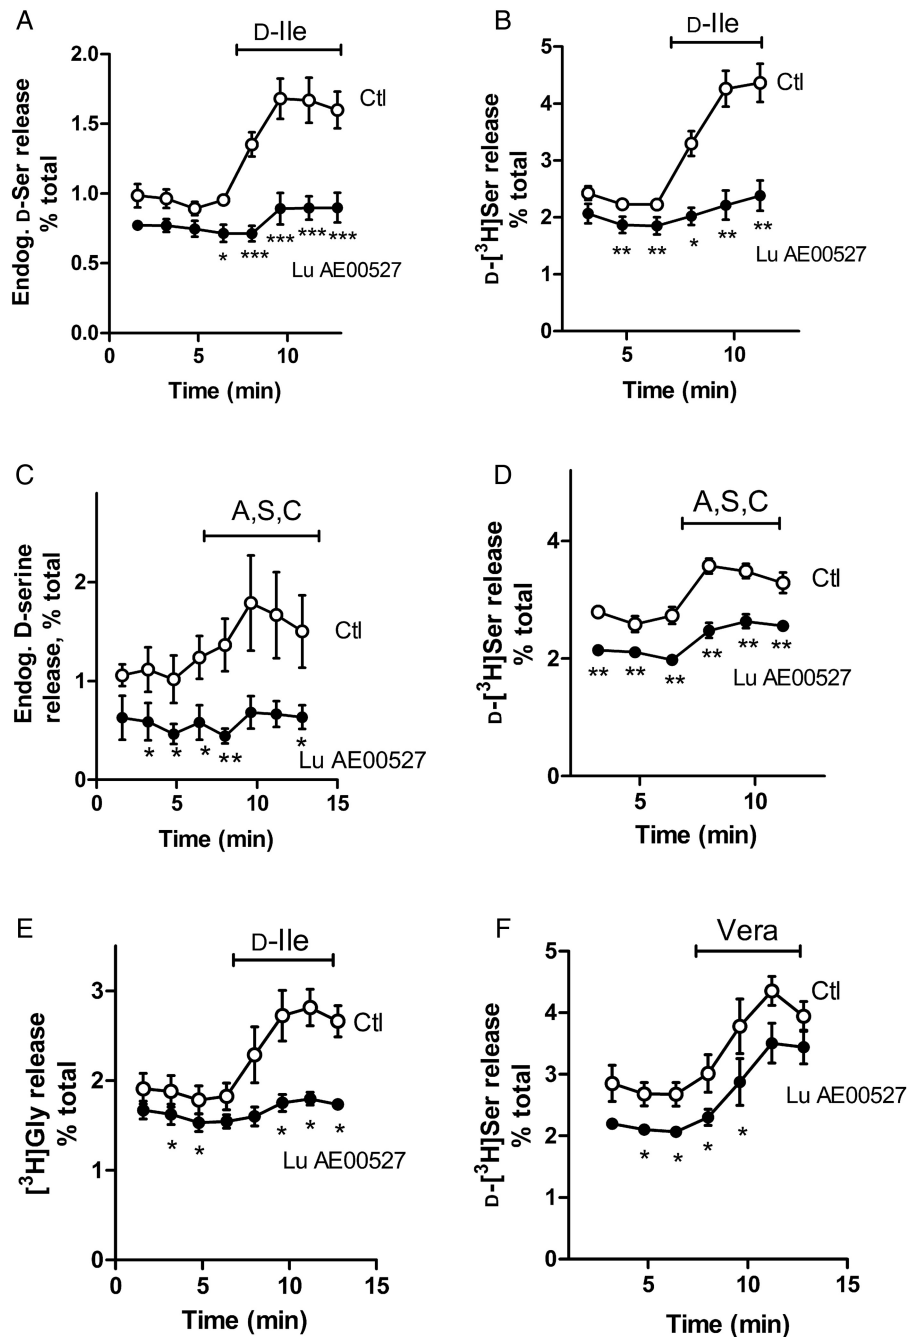 A
D-Ile
2.0
1.5
1.0
0.5
0.0
Endog. D-Ser release
% total
Ctl
* *** *** *** ***
Lu AE00527
0 5 10
Time (min)
B
D-Ile
5
4
3
2
1
0
D-[³H]Ser release
% total
Ctl
** ** * ** **
Lu AE00527
5 10
Time (min)
C
A,S,C
2
1
0
Endog. D-serine
release, % total
Ctl
* * * ** *
Lu AE00527
0 5 10 15
Time (min)
D
A,S,C
4
2
0
D-[³H]Ser release
% total
Ctl
** ** ** ** ** **
Lu AE00527
5 10
Time (min)
E
D-Ile
3
2
1
0
[³H]Gly release
% total
Ctl
* * * * *
Lu AE00527
0 5 10 15
Time (min)
F
Vera
5
4
3
2
1
0
D-[³H]Ser release
% total
Ctl
Lu AE00527
* * * *
5 10 15
Time (min)